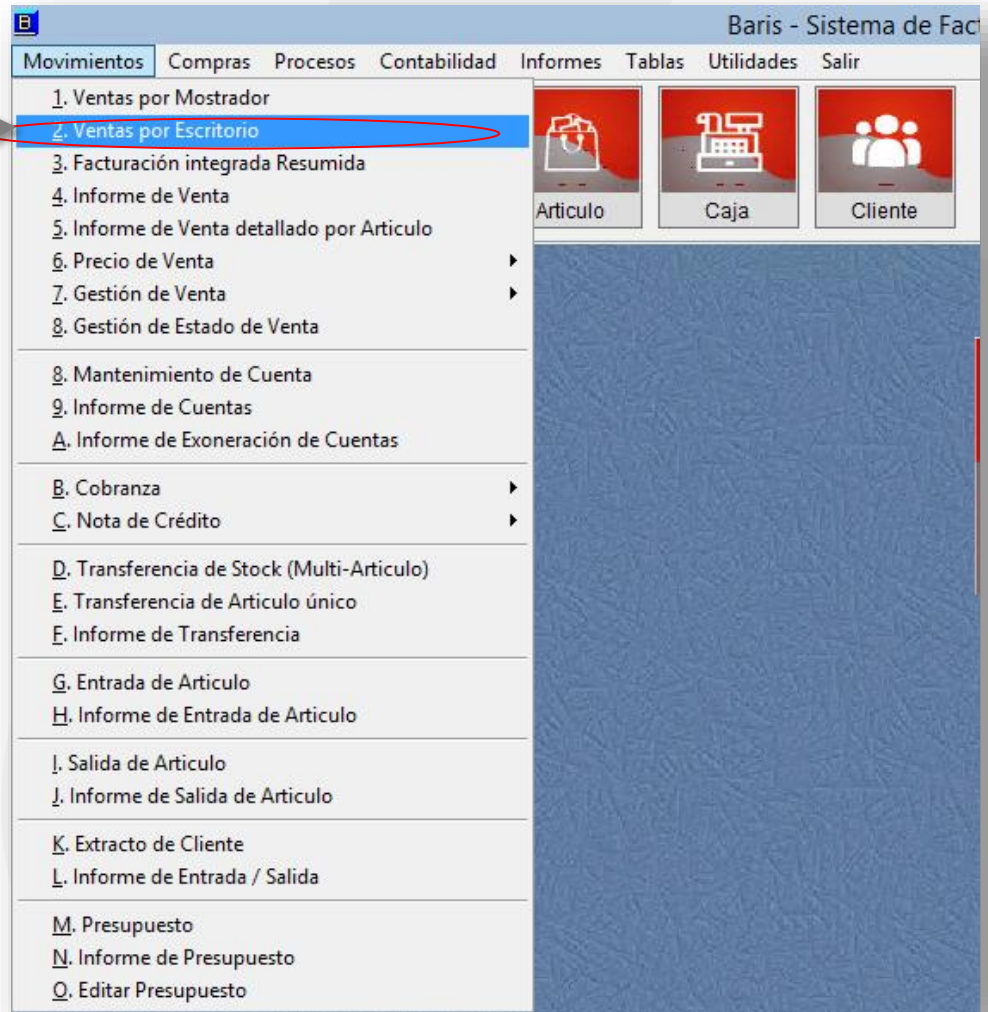 B
Baris - Sistema de Fact
Movimientos Compras Procesos Contabilidad Informes Tablas Utilidades Salir
1. Ventas por Mostrador
2. Ventas por Escritorio
3. Facturación integrada Resumida
4. Informe de Venta
5. Informe de Venta detallado por Articulo
6. Precio de Venta
7. Gestión de Venta
8. Gestión de Estado de Venta
8. Mantenimiento de Cuenta
9. Informe de Cuentas
A. Informe de Exoneración de Cuentas
B. Cobranza
C. Nota de Crédito
D. Transferencia de Stock (Multi-Articulo)
E. Transferencia de Articulo único
F. Informe de Transferencia
G. Entrada de Articulo
H. Informe de Entrada de Articulo
I. Salida de Articulo
J. Informe de Salida de Articulo
K. Extracto de Cliente
L. Informe de Entrada / Salida
M. Presupuesto
N. Informe de Presupuesto
O. Editar Presupuesto
Articulo
Caja
Cliente